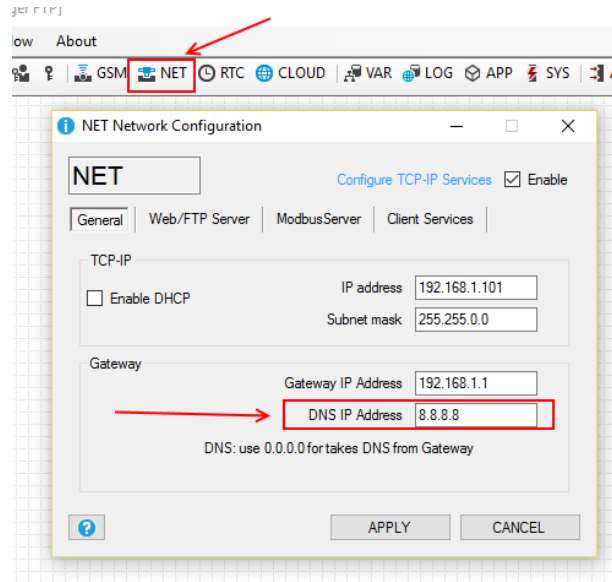 ger FTP]
low About
GSM NET RTC CLOUD VAR LOG APP SYS
NET Network Configuration
NET
Configure TCP-IP Services Enable
General Web/FTP Server ModbusServer Client Services
TCP-IP
Enable DHCP
IP address 192.168.1.101
Subnet mask 255.255.0.0
Gateway
Gateway IP Address 192.168.1.1
DNS IP Address 8.8.8.8
DNS: use 0.0.0.0 for takes DNS from Gateway
APPLY CANCEL